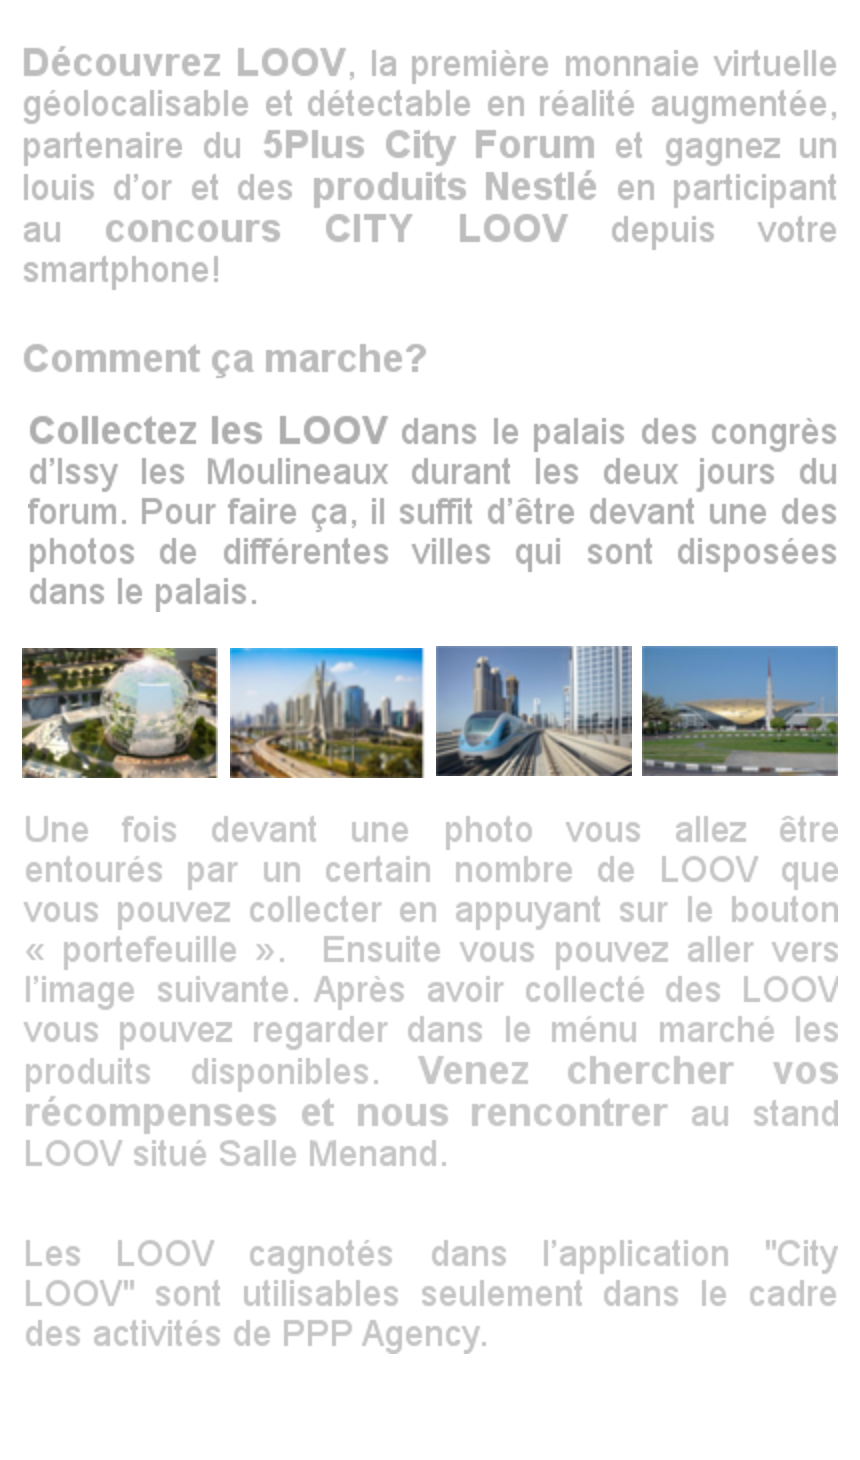 Découvrez LOOV, la première monnaie virtuelle
géolocalisable et détectable en réalité augmentée,
partenaire du 5Plus City Forum et gagnez un
louis d’or et des produits Nestlé en participant
au concours CITY LOOV depuis votre
smartphone!
Comment ça marche?
Collectez les LOOV dans le palais des congrès
d’Issy les Moulineaux durant les deux jours du
forum. Pour faire ça, il suffit d’être devant une des
photos de différentes villes qui sont disposées
dans le palais.
Une fois devant une photo vous allez être
entourés par un certain nombre de LOOV que
vous pouvez collecter en appuyant sur le bouton
« portefeuille ». Ensuite vous pouvez aller vers
l’image suivante. Après avoir collecté des LOOV
vous pouvez regarder dans le ménu marché les
produits disponibles. Venez chercher vos
récompenses et nous rencontrer au stand
LOOV situé Salle Menand.
Les LOOV cagnotés dans l’application "City
LOOV" sont utilisables seulement dans le cadre
des activités de PPP Agency.